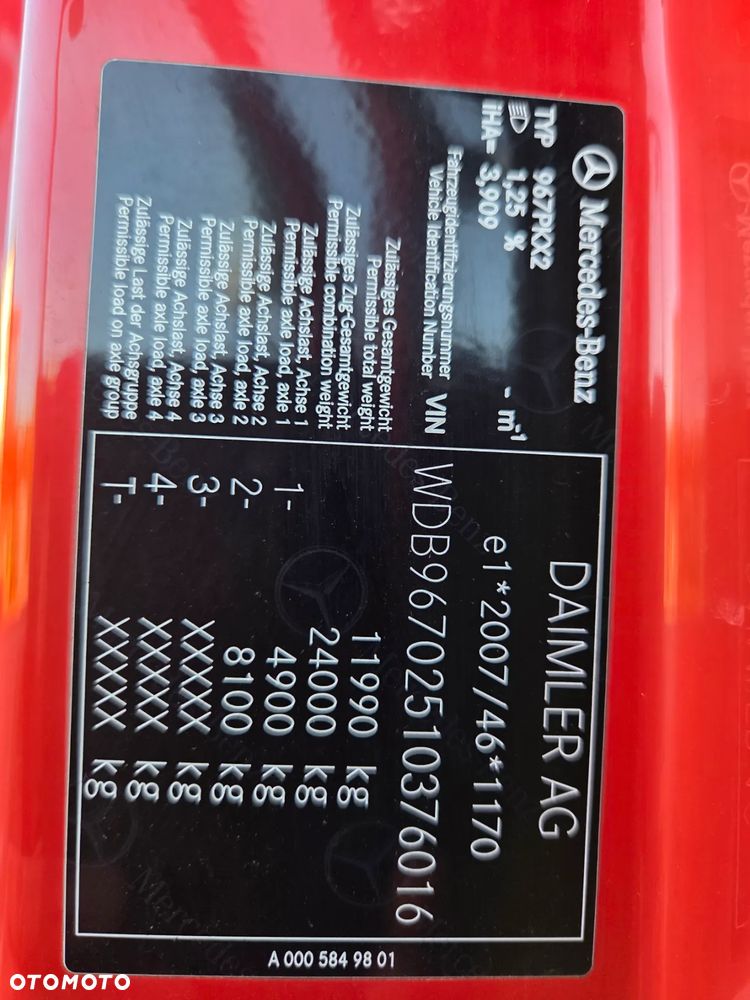 Mercedes-Benz
DAIMLER AG
TYP 967PKX2
1,25 % - m⁻¹
iHA= 3,909
e1*2007/46*1170
Fahrzeugidentifizierungsnummer
Vehicle Identification Number VIN WDB9670251O376016
Zulässiges Gesamtgewicht
Permissible total weight 11990 kg
Zulässiges Zug-Gesamtgewicht
Permissible combination weight 24000 kg
Zulässige Achslast, Achse 1
Permissible axle load, axle 1 1- 4900 kg
Zulässige Achslast, Achse 2
Permissible axle load, axle 2 2- 8100 kg
Zulässige Achslast, Achse 3
Permissible axle load, axle 3 3- XXXXX kg
Zulässige Achslast, Achse 4
Permissible axle load, axle 4 4- XXXXX kg
Zulässige Last der Achsgruppe
Permissible load on axle group T- XXXXX kg
A 000 584 98 01
OTOMOTO